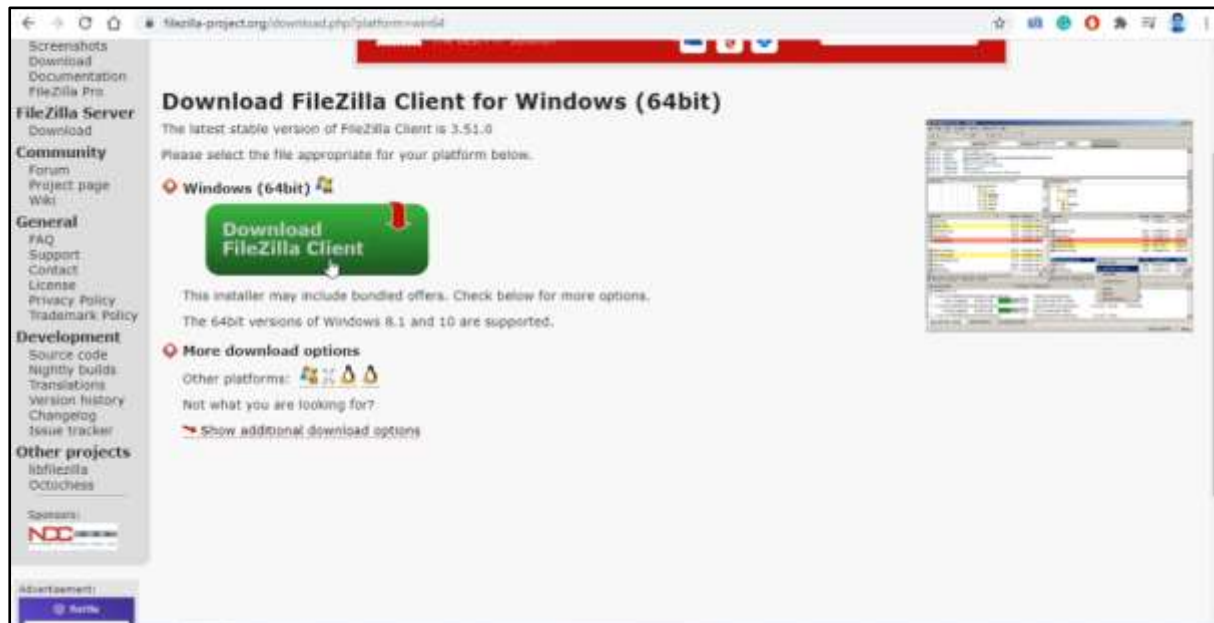 filezilla-project.org/download.php?platform=win64
Screenshots
Download
Documentation
FileZilla Pro
FileZilla Server
Download
Community
Forum
Project page
Wiki
General
FAQ
Support
Contact
License
Privacy Policy
Trademark Policy
Development
Source code
Nightly builds
Translations
Version history
Changelog
Issue tracker
Other projects
libfilezilla
Octochess
Sponsors:
NDC
Advertisement:
Download FileZilla Client for Windows (64bit)
The latest stable version of FileZilla Client is 3.51.0
Please select the file appropriate for your platform below.
Windows (64bit)
Download
FileZilla Client
This installer may include bundled offers. Check below for more options.
The 64bit versions of Windows 8.1 and 10 are supported.
More download options
Other platforms:
Not what you are looking for?
Show additional download options